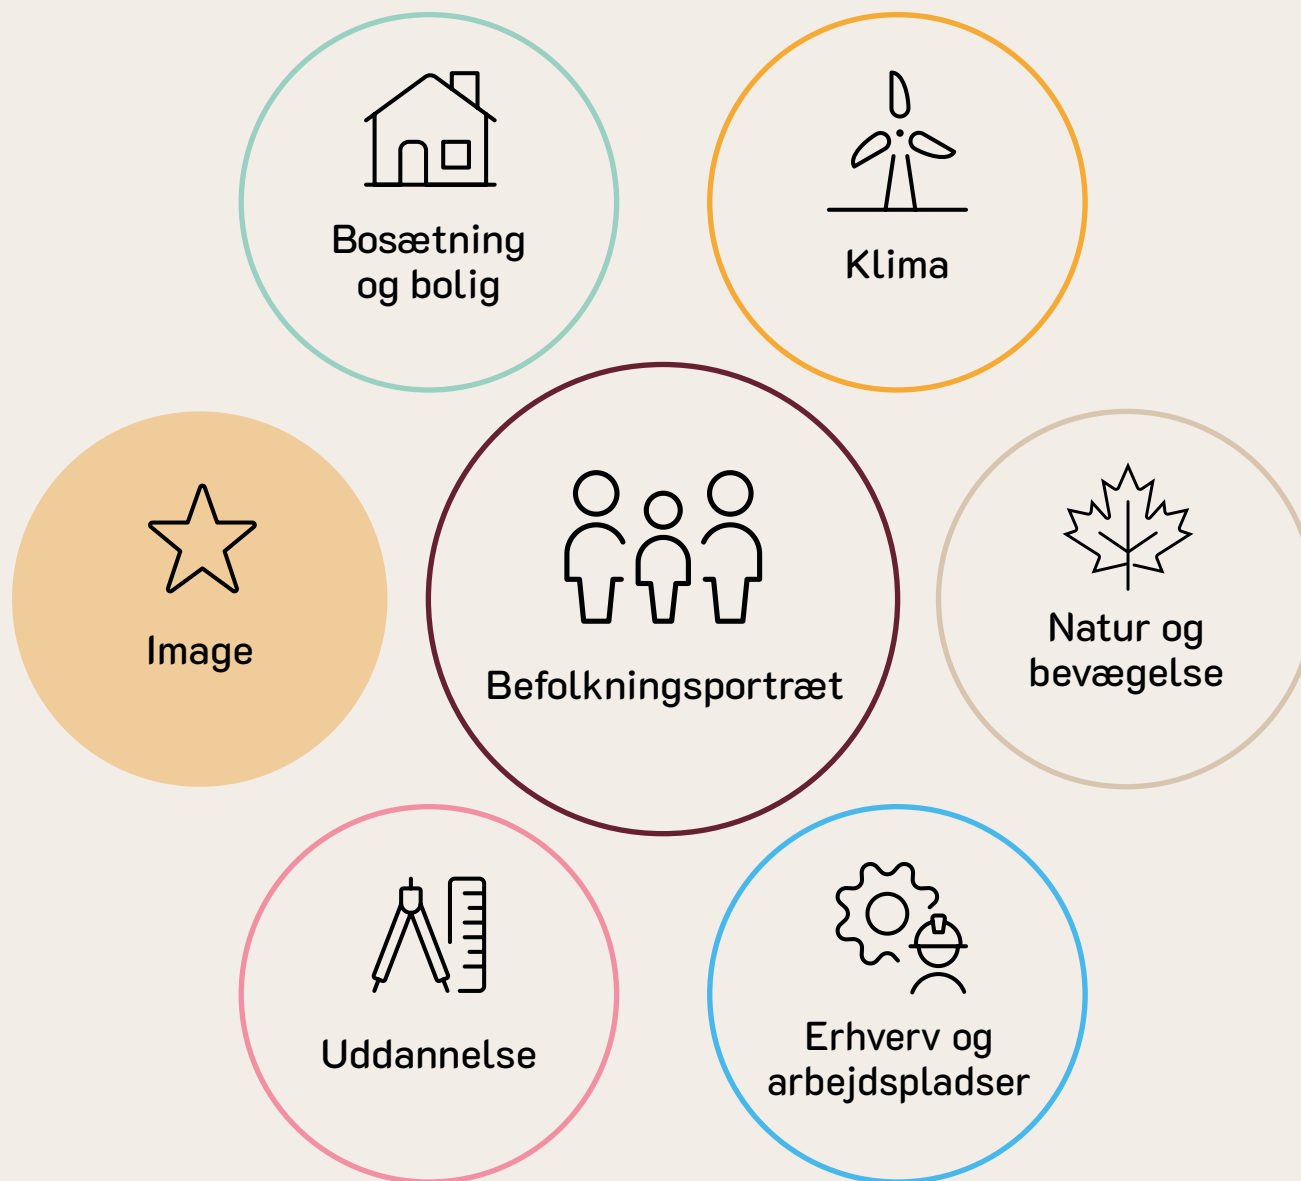 Bosætning
og bolig
Klima
Image
Befolkningsportræt
Natur og
bevægelse
Uddannelse
Erhverv og
arbejdspladser